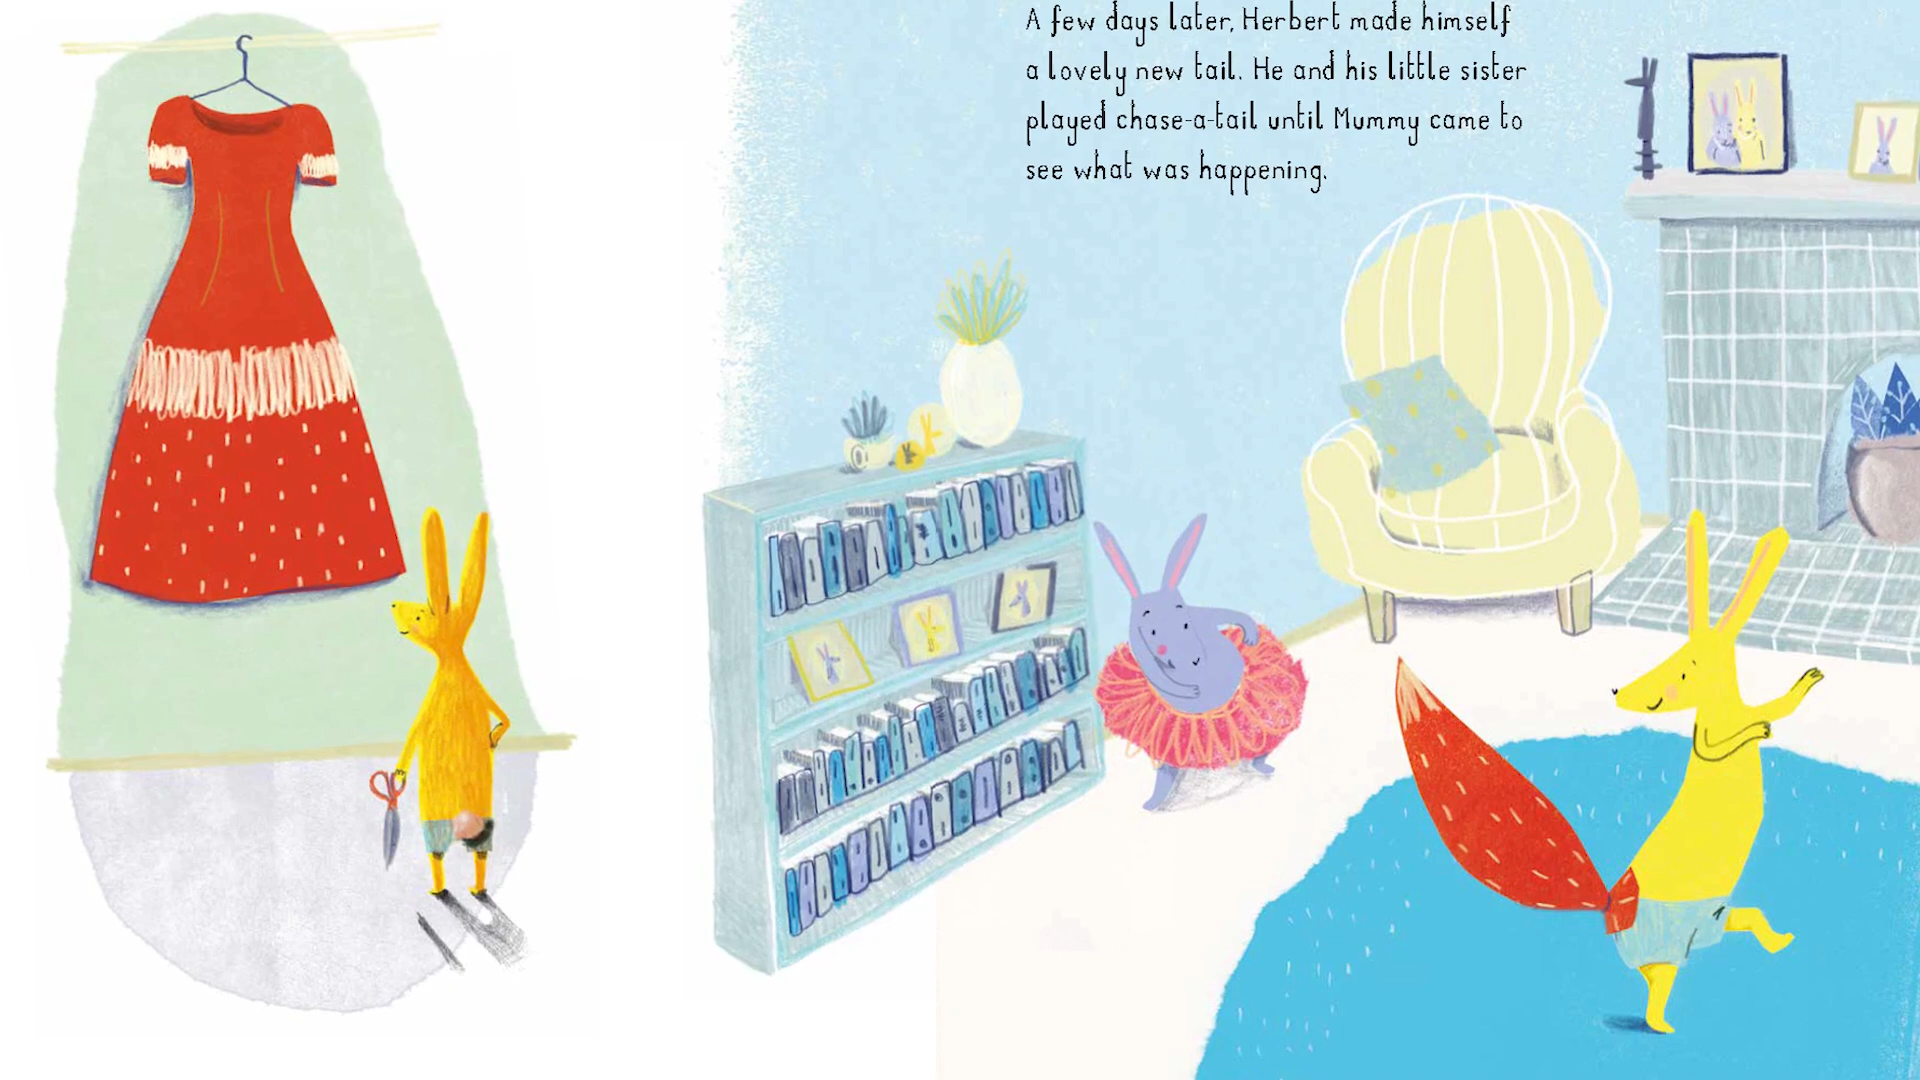 A few days later, Herbert made himself
a lovely new tail. He and his little sister
played chase-a-tail until Mummy came to
see what was happening.